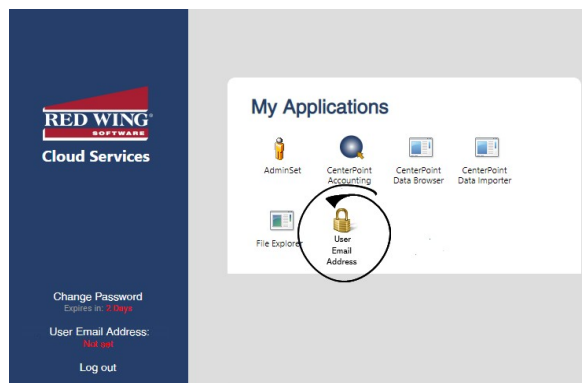 RED WING®
SOFTWARE
Cloud Services
Change Password
Expires in: 2 Days
User Email Address:
Not set
Log out
My Applications
AdminSet
CenterPoint
Accounting
CenterPoint
Data Browser
CenterPoint
Data Importer
File Explorer
User
Email
Address